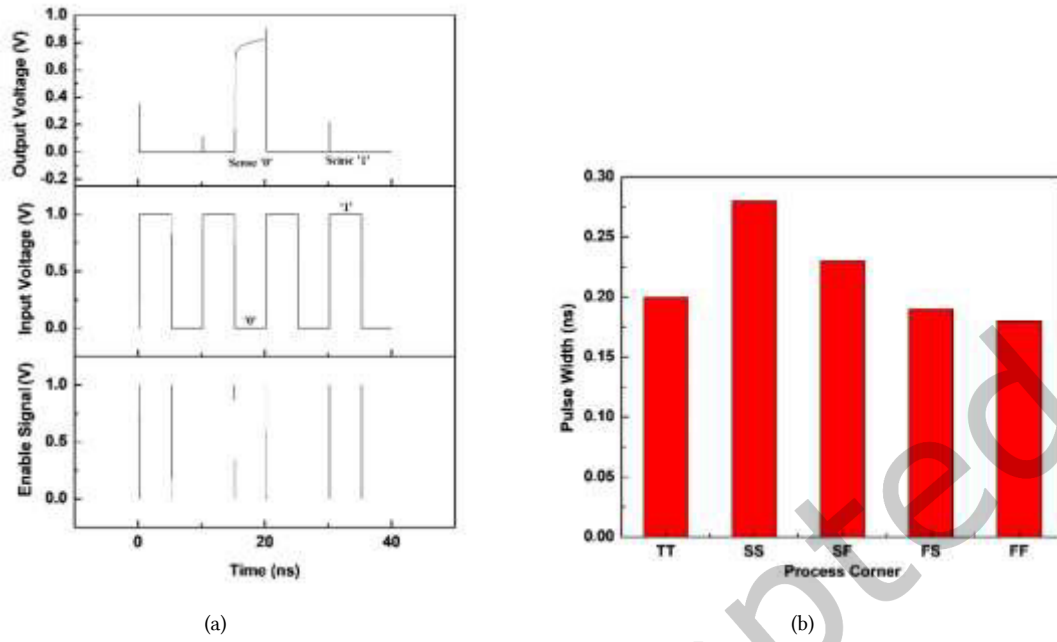 Output Voltage (V)
1.0
0.8
0.6
0.4
0.2
0.0
-0.2
Sense '0'
Sense '1'
Input Voltage (V)
1.0
0.5
0.0
'0'
'1'
Enable Signal (V)
1.0
0.5
0.0
0
20
40
Time (ns)
(a)
Pulse Width (ns)
0.30
0.25
0.20
0.15
0.10
0.05
0.00
TT SS SF FS FF
Process Corner
(b)
pted